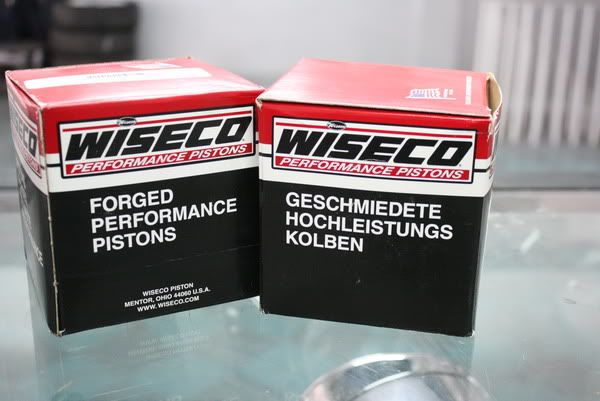 WISECO
PERFORMANCE PISTONS
FORGED
PERFORMANCE
PISTONS
WISECO PISTON
MENTOR, OHIO 44060 U.S.A.
WWW.WISECO.COM
WISECO
PERFORMANCE PISTONS
GESCHMIEDETE
HOCHLEISTUNGS
KOLBEN